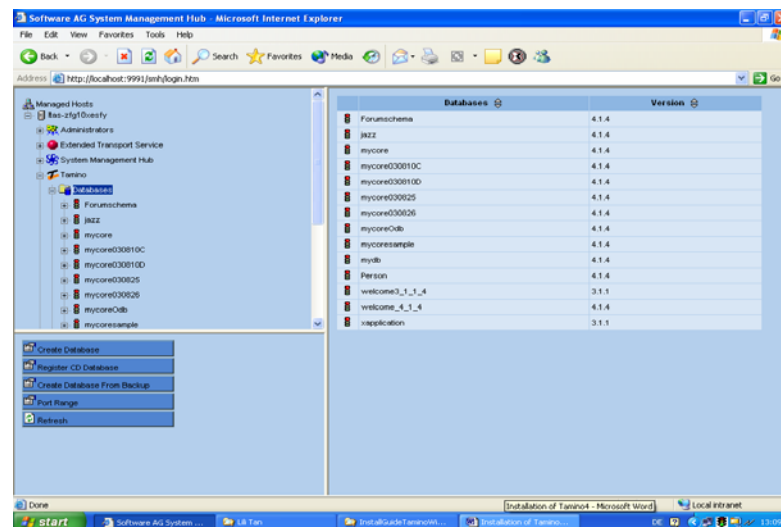 Software AG System Management Hub - Microsoft Internet Explorer
File Edit View Favorites Tools Help
Back Search Favorites Media
Address http://localhost:9991/smh/login.htm Go
Managed Hosts
Administrators
Extended Transport Service
System Management Hub
Tamino
Databases
Forumschema
jazz
mycore
mycore030810C
mycore030810D
mycore030825
mycore030826
mycoreOdb
mycoresample
Create Database
Register CD Database
Create Database From Backup
Port Range
Refresh
Databases Version
Forumschema 4.1.4
jazz 4.1.4
mycore 4.1.4
mycore030810C 4.1.4
mycore030810D 4.1.4
mycore030825 4.1.4
mycore030826 4.1.4
mycoreOdb 4.1.4
mycoresample 4.1.4
mydb 4.1.4
Person 4.1.4
welcome3_1_1_4 3.1.1
welcome_4_1_4 4.1.4
xapplication 3.1.1
Done Installation of Tamino4 - Microsoft Word Local intranet
start Software AG System ... Lili Tan InstallGuideTaminoWi... Installation of Tamino... DE 13:09